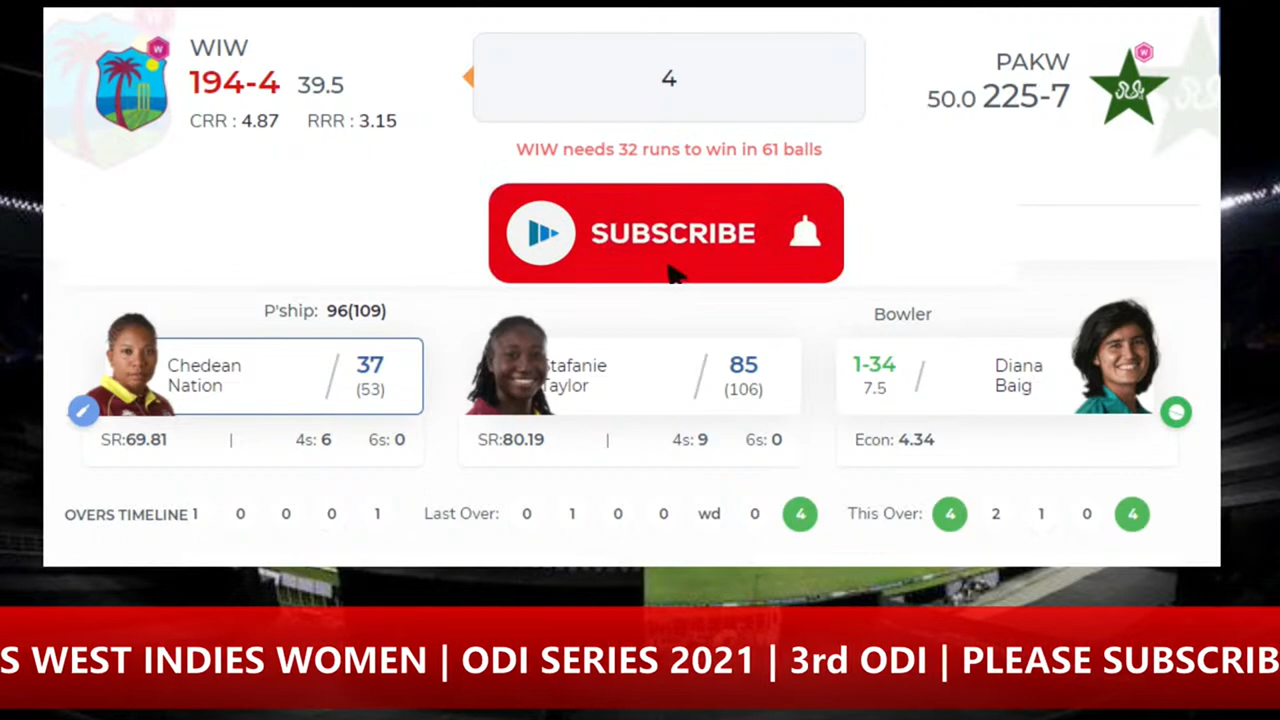 WIW
194-4 39.5
CRR : 4.87 RRR : 3.15
4
PAKW
50.0 225-7
WIW needs 32 runs to win in 61 balls
SUBSCRIBE
P'ship: 96(109)
Chedean
Nation
37
(53)
SR:69.81 | 4s: 6 6s: 0
Stafanie
Taylor
85
(106)
SR:80.19 | 4s: 9 6s: 0
Bowler
1-34
7.5
Diana
Baig
Econ: 4.34
OVERS TIMELINE 1 0 0 0 1 Last Over: 0 1 0 0 wd 0 4 This Over: 4 2 1 0 4
S WEST INDIES WOMEN | ODI SERIES 2021 | 3rd ODI | PLEASE SUBSCRIB